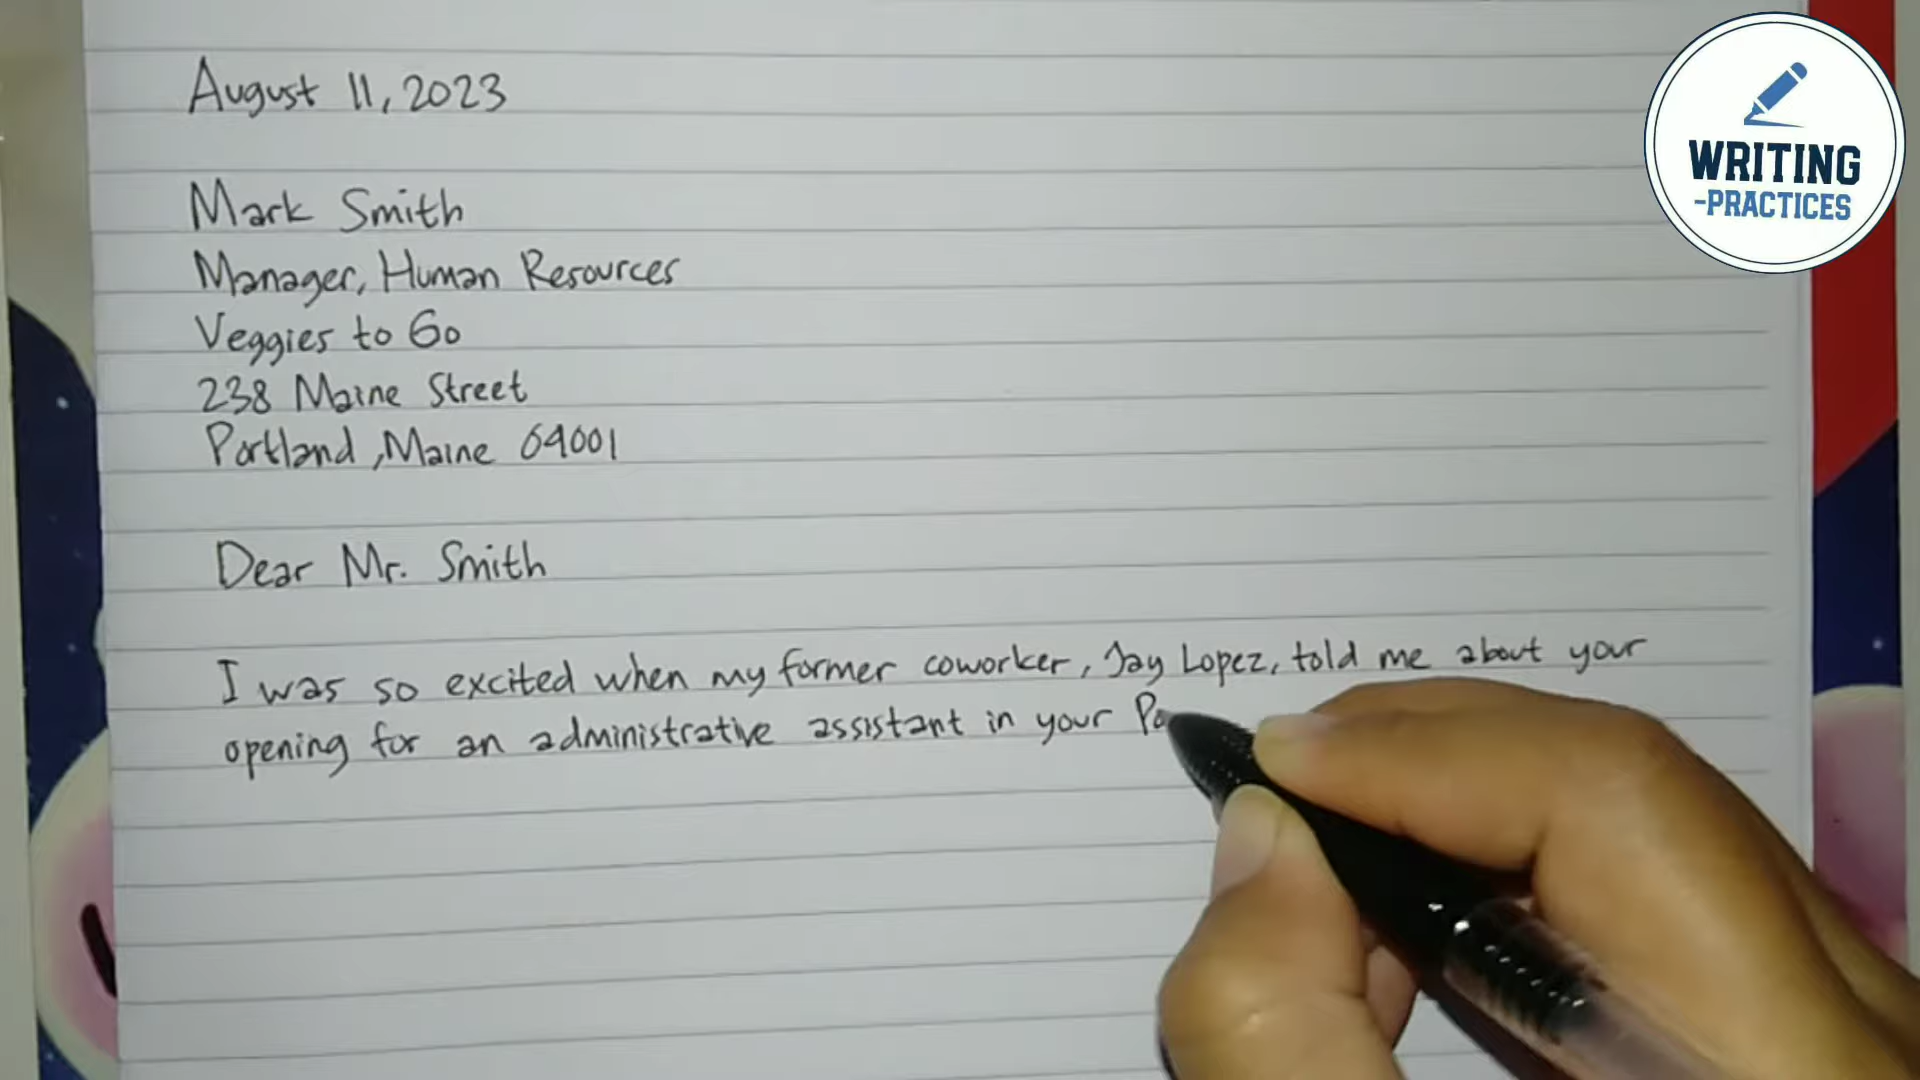 August 11, 2023
Mark Smith
Manager, Human Resources
Veggies to Go
238 Maine Street
Portland, Maine 04001
Dear Mr. Smith
I was so excited when my former coworker, Jay Lopez, told me about your
opening for an administrative assistant in your Po
WRITING
-PRACTICES